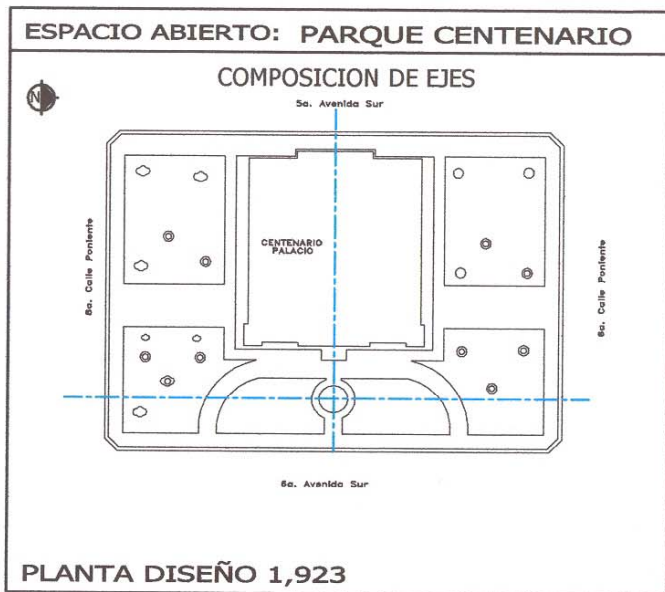 ESPACIO ABIERTO: PARQUE CENTENARIO
COMPOSICION DE EJES
N
5a. Avenida Sur
CENTENARIO
PALACIO
8a. Calle Poniente
6a. Calle Poniente
6a. Avenida Sur
PLANTA DISEÑO 1,923